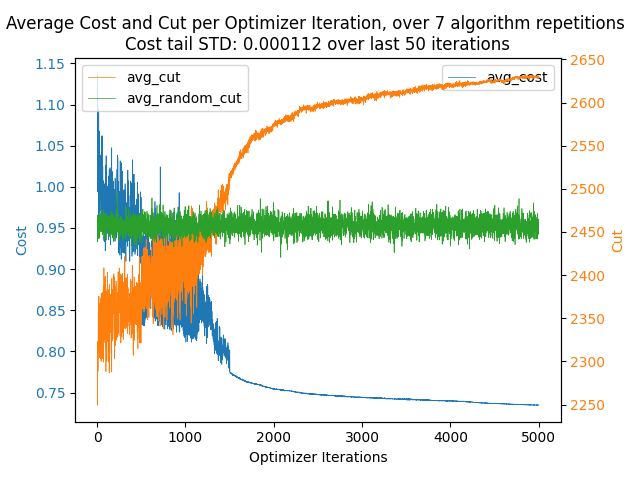 Average Cost and Cut per Optimizer Iteration, over 7 algorithm repetitions
Cost tail STD: 0.000112 over last 50 iterations
avg_cut
avg_random_cut
avg_cost
1.15
1.10
1.05
1.00
0.95
0.90
0.85
0.80
0.75
Cost
2650
2600
2550
2500
2450
2400
2350
2300
2250
Cut
0 1000 2000 3000 4000 5000
Optimizer Iterations